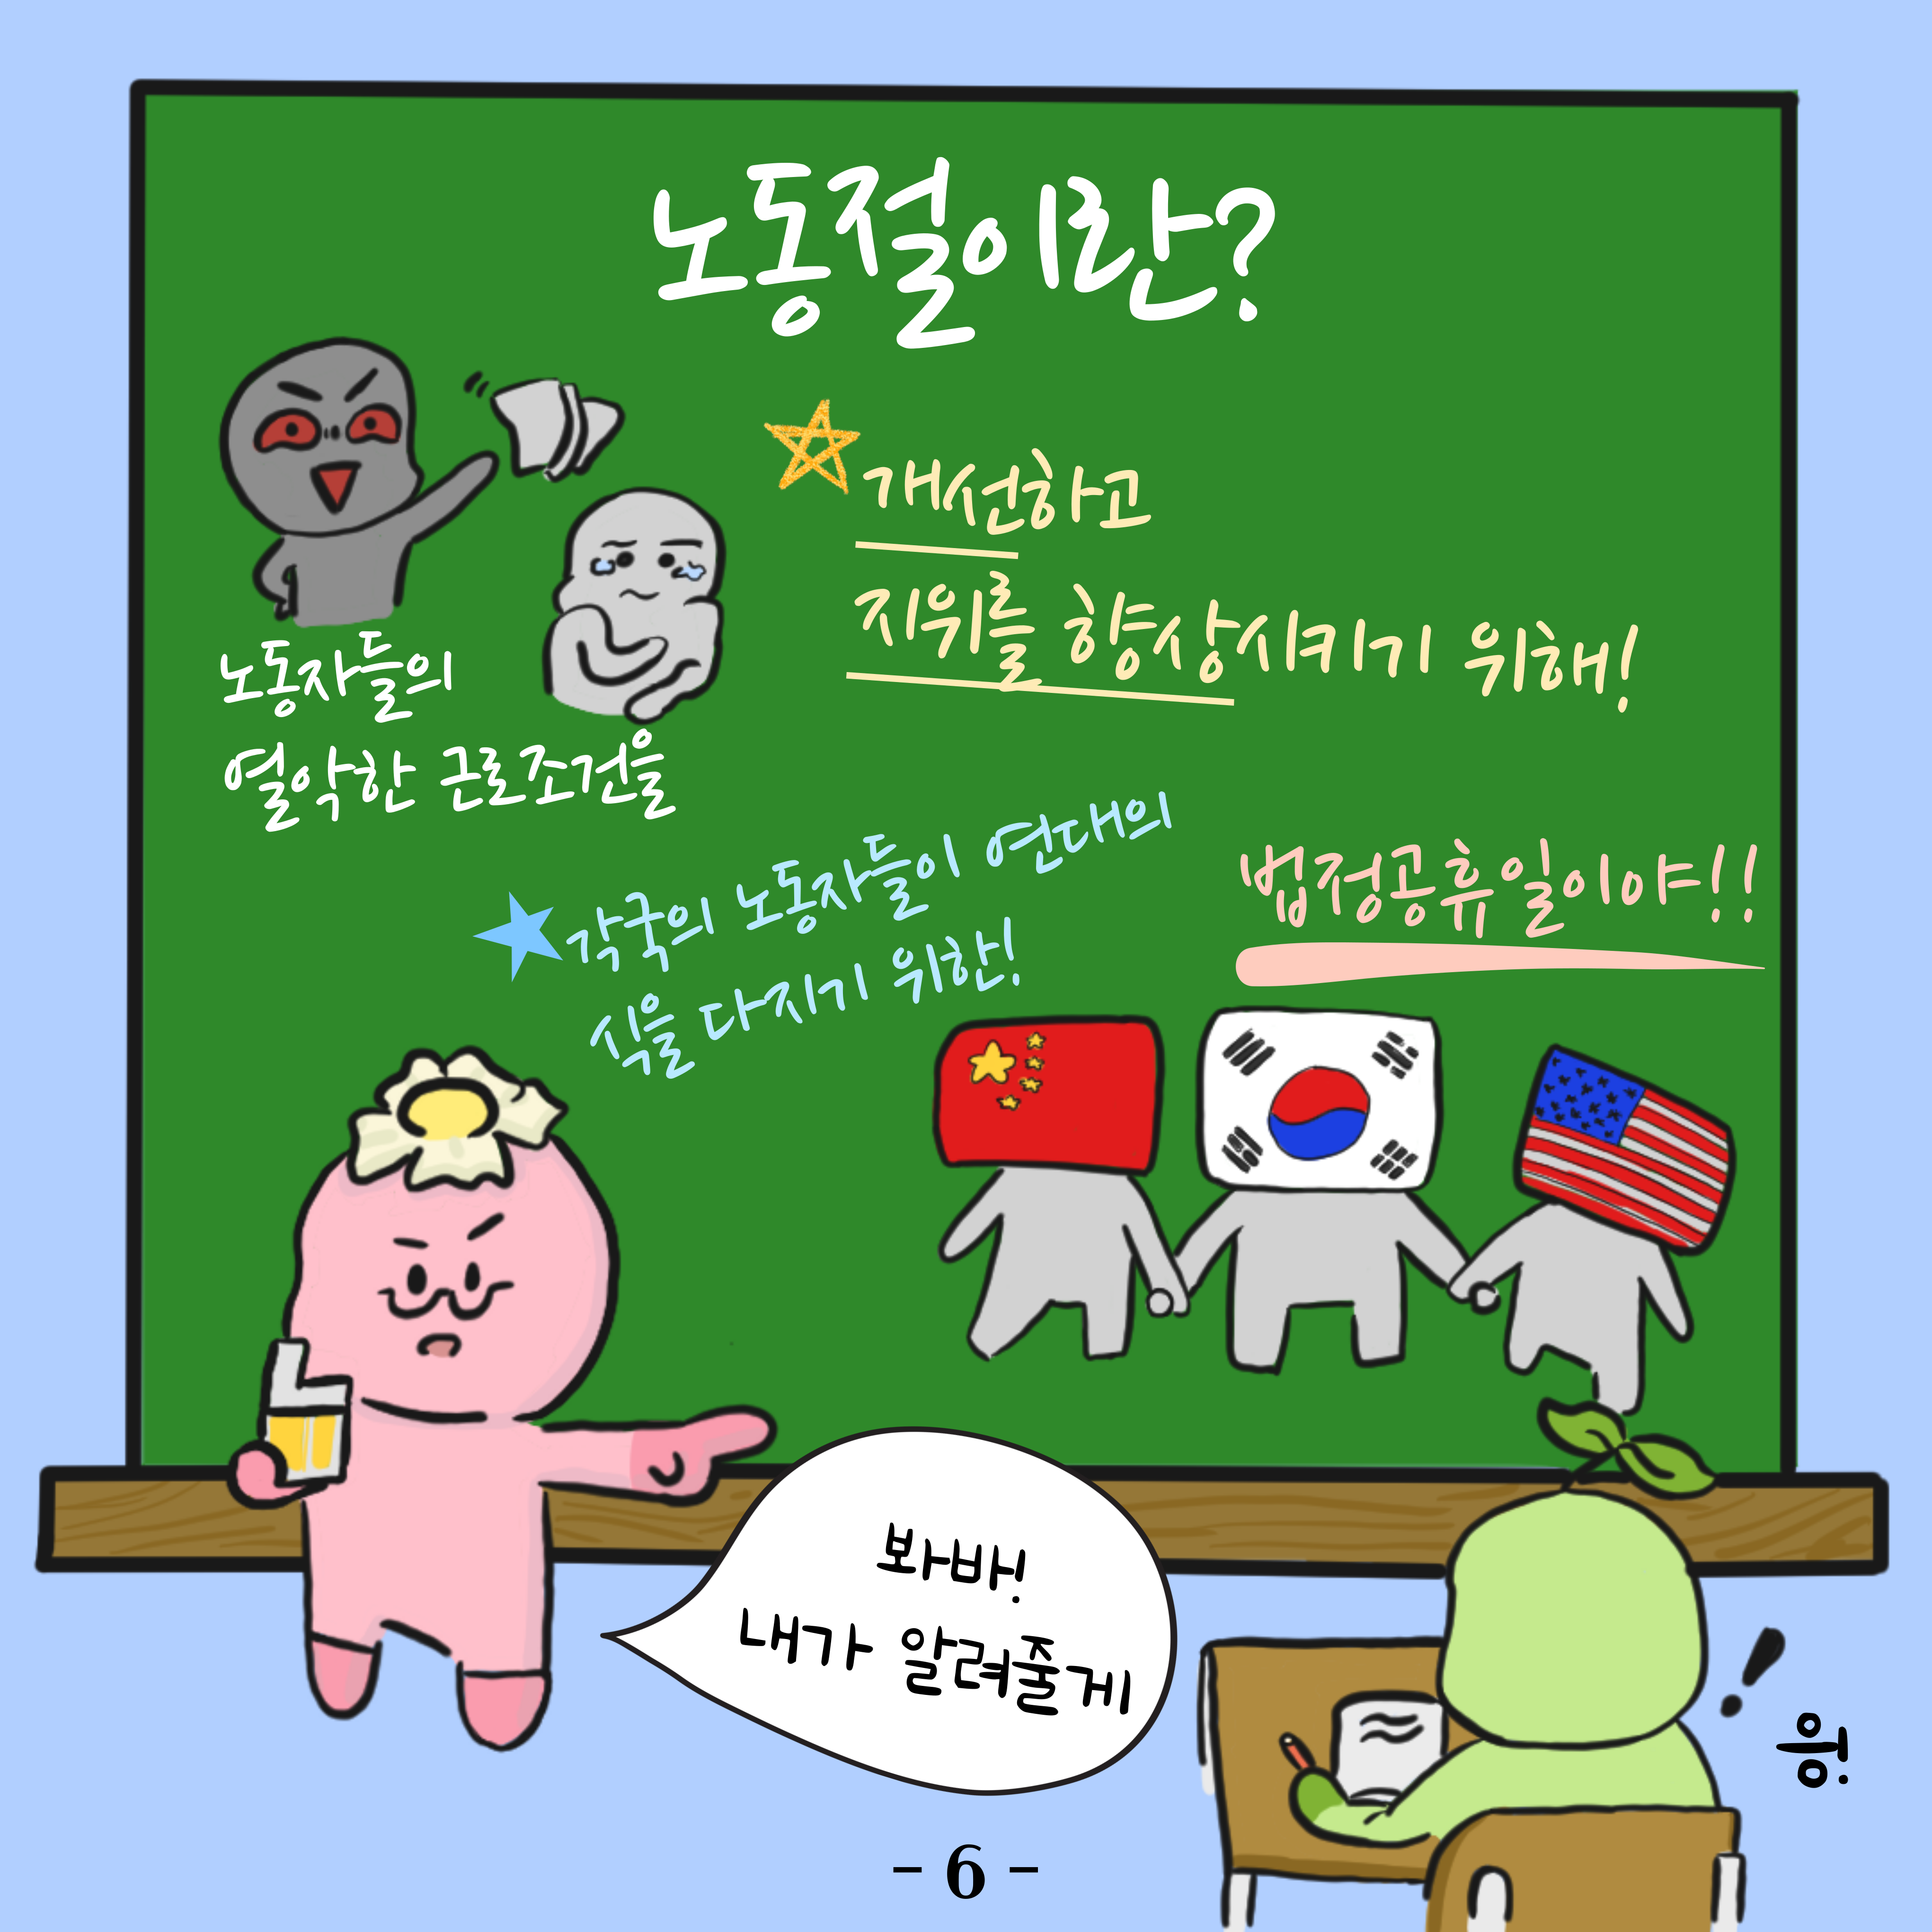 노동절이란?
노동자들의
열악한 근로조건을
개선하고
지위를 향상시키기 위해!
각국의 노동자들이 연대의
식을 다지기 위한!
법정공휴일이야!!
봐바!
내가 알려줄게
응!
- 6 -